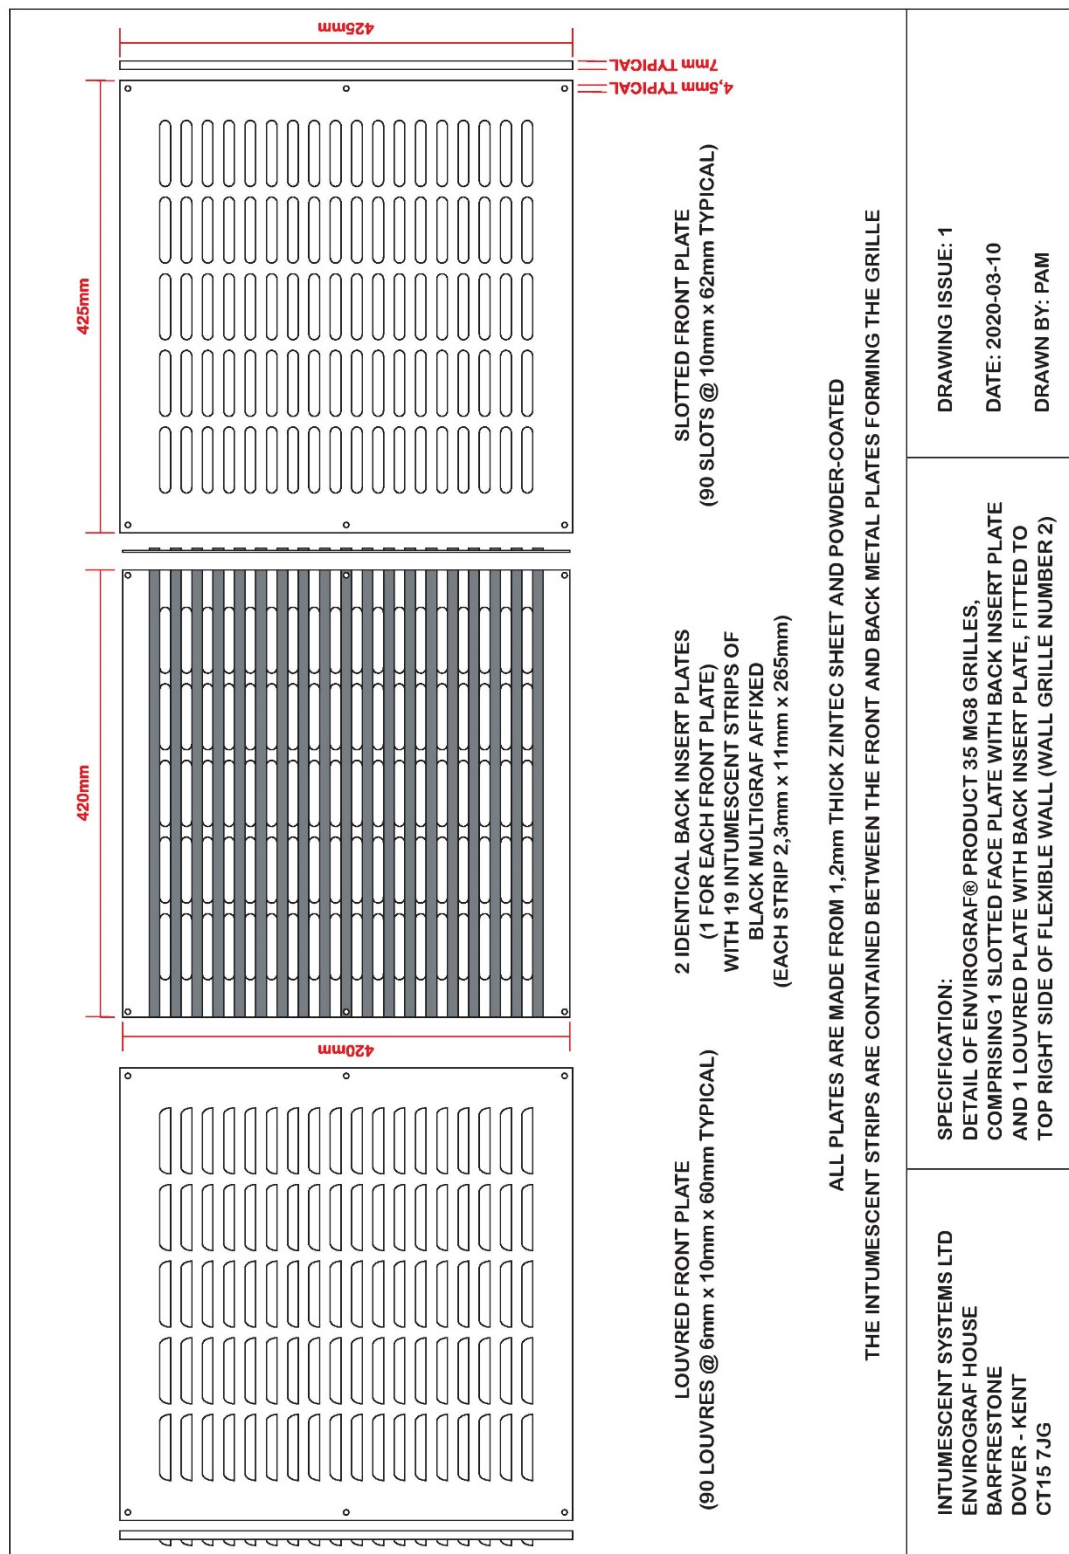 425mm
420mm
425mm
7mm TYPICAL
4,5mm TYPICAL
420mm
LOUVRED FRONT PLATE
(90 LOUVRES @ 6mm x 10mm x 60mm TYPICAL)
2 IDENTICAL BACK INSERT PLATES
(1 FOR EACH FRONT PLATE)
WITH 19 INTUMESCENT STRIPS OF
BLACK MULTIGRAF AFFIXED
(EACH STRIP 2,3mm x 11mm x 265mm)
SLOTTED FRONT PLATE
(90 SLOTS @ 10mm x 62mm TYPICAL)
ALL PLATES ARE MADE FROM 1,2mm THICK ZINTEC SHEET AND POWDER-COATED
THE INTUMESCENT STRIPS ARE CONTAINED BETWEEN THE FRONT AND BACK METAL PLATES FORMING THE GRILLE
INTUMESCENT SYSTEMS LTD
ENVIROGRAF HOUSE
BARFRESTONE
DOVER - KENT
CT15 7JG
SPECIFICATION:
DETAIL OF ENVIROGRAF® PRODUCT 35 MG8 GRILLES,
COMPRISING 1 SLOTTED FACE PLATE WITH BACK INSERT PLATE
AND 1 LOUVRED PLATE WITH BACK INSERT PLATE, FITTED TO
TOP RIGHT SIDE OF FLEXIBLE WALL (WALL GRILLE NUMBER 2)
DRAWING ISSUE: 1
DATE: 2020-03-10
DRAWN BY: PAM